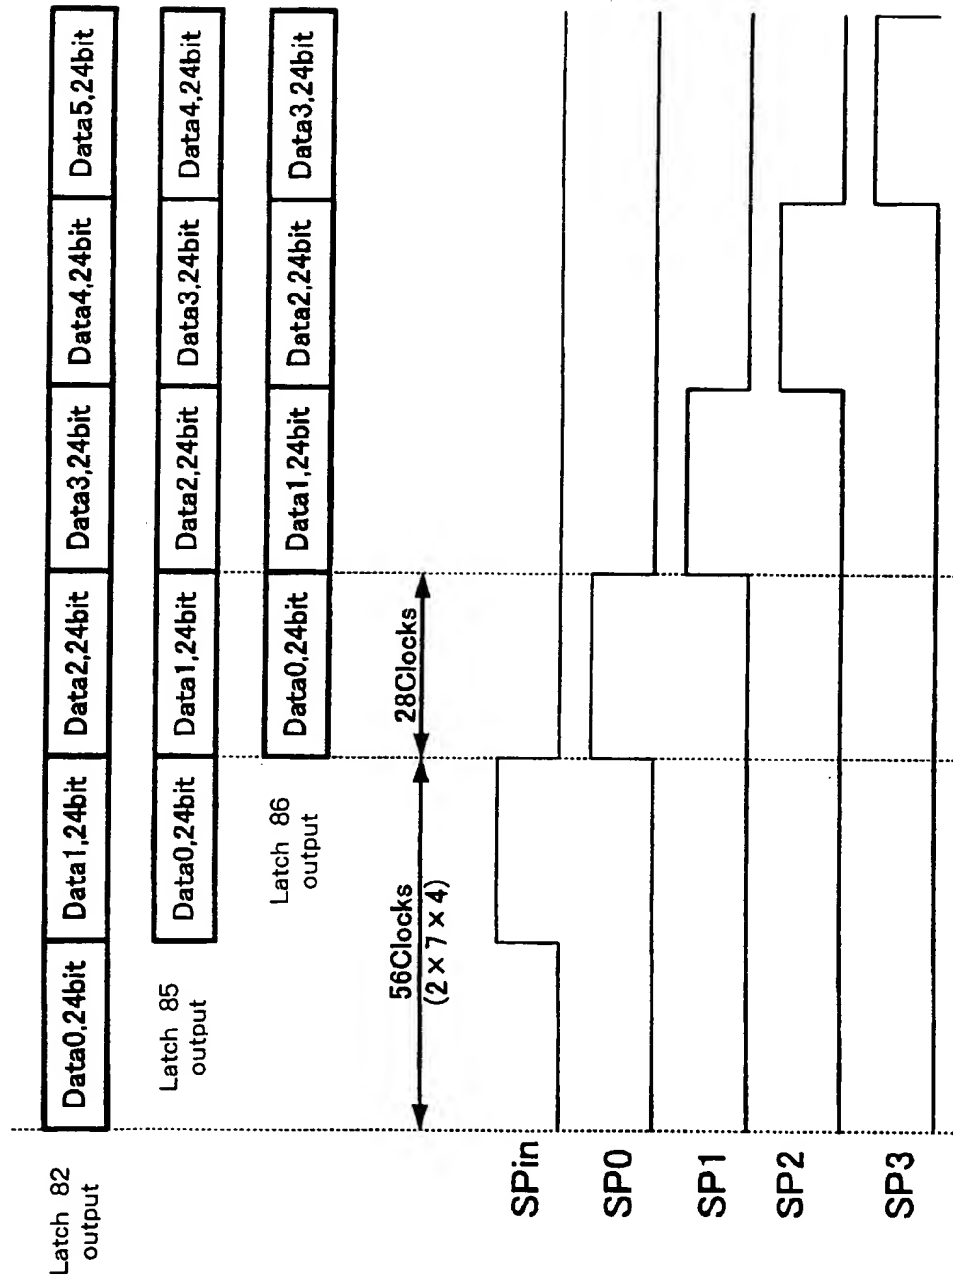 Latch 82
output
Data0,24bit
Data1,24bit
Data2,24bit
Data3,24bit
Data4,24bit
Data5,24bit
Latch 85
output
Data0,24bit
Data1,24bit
Data2,24bit
Data3,24bit
Data4,24bit
Latch 86
output
Data0,24bit
Data1,24bit
Data2,24bit
Data3,24bit
56Clocks
(2×7×4)
28Clocks
SPin
SP0
SP1
SP2
SP3